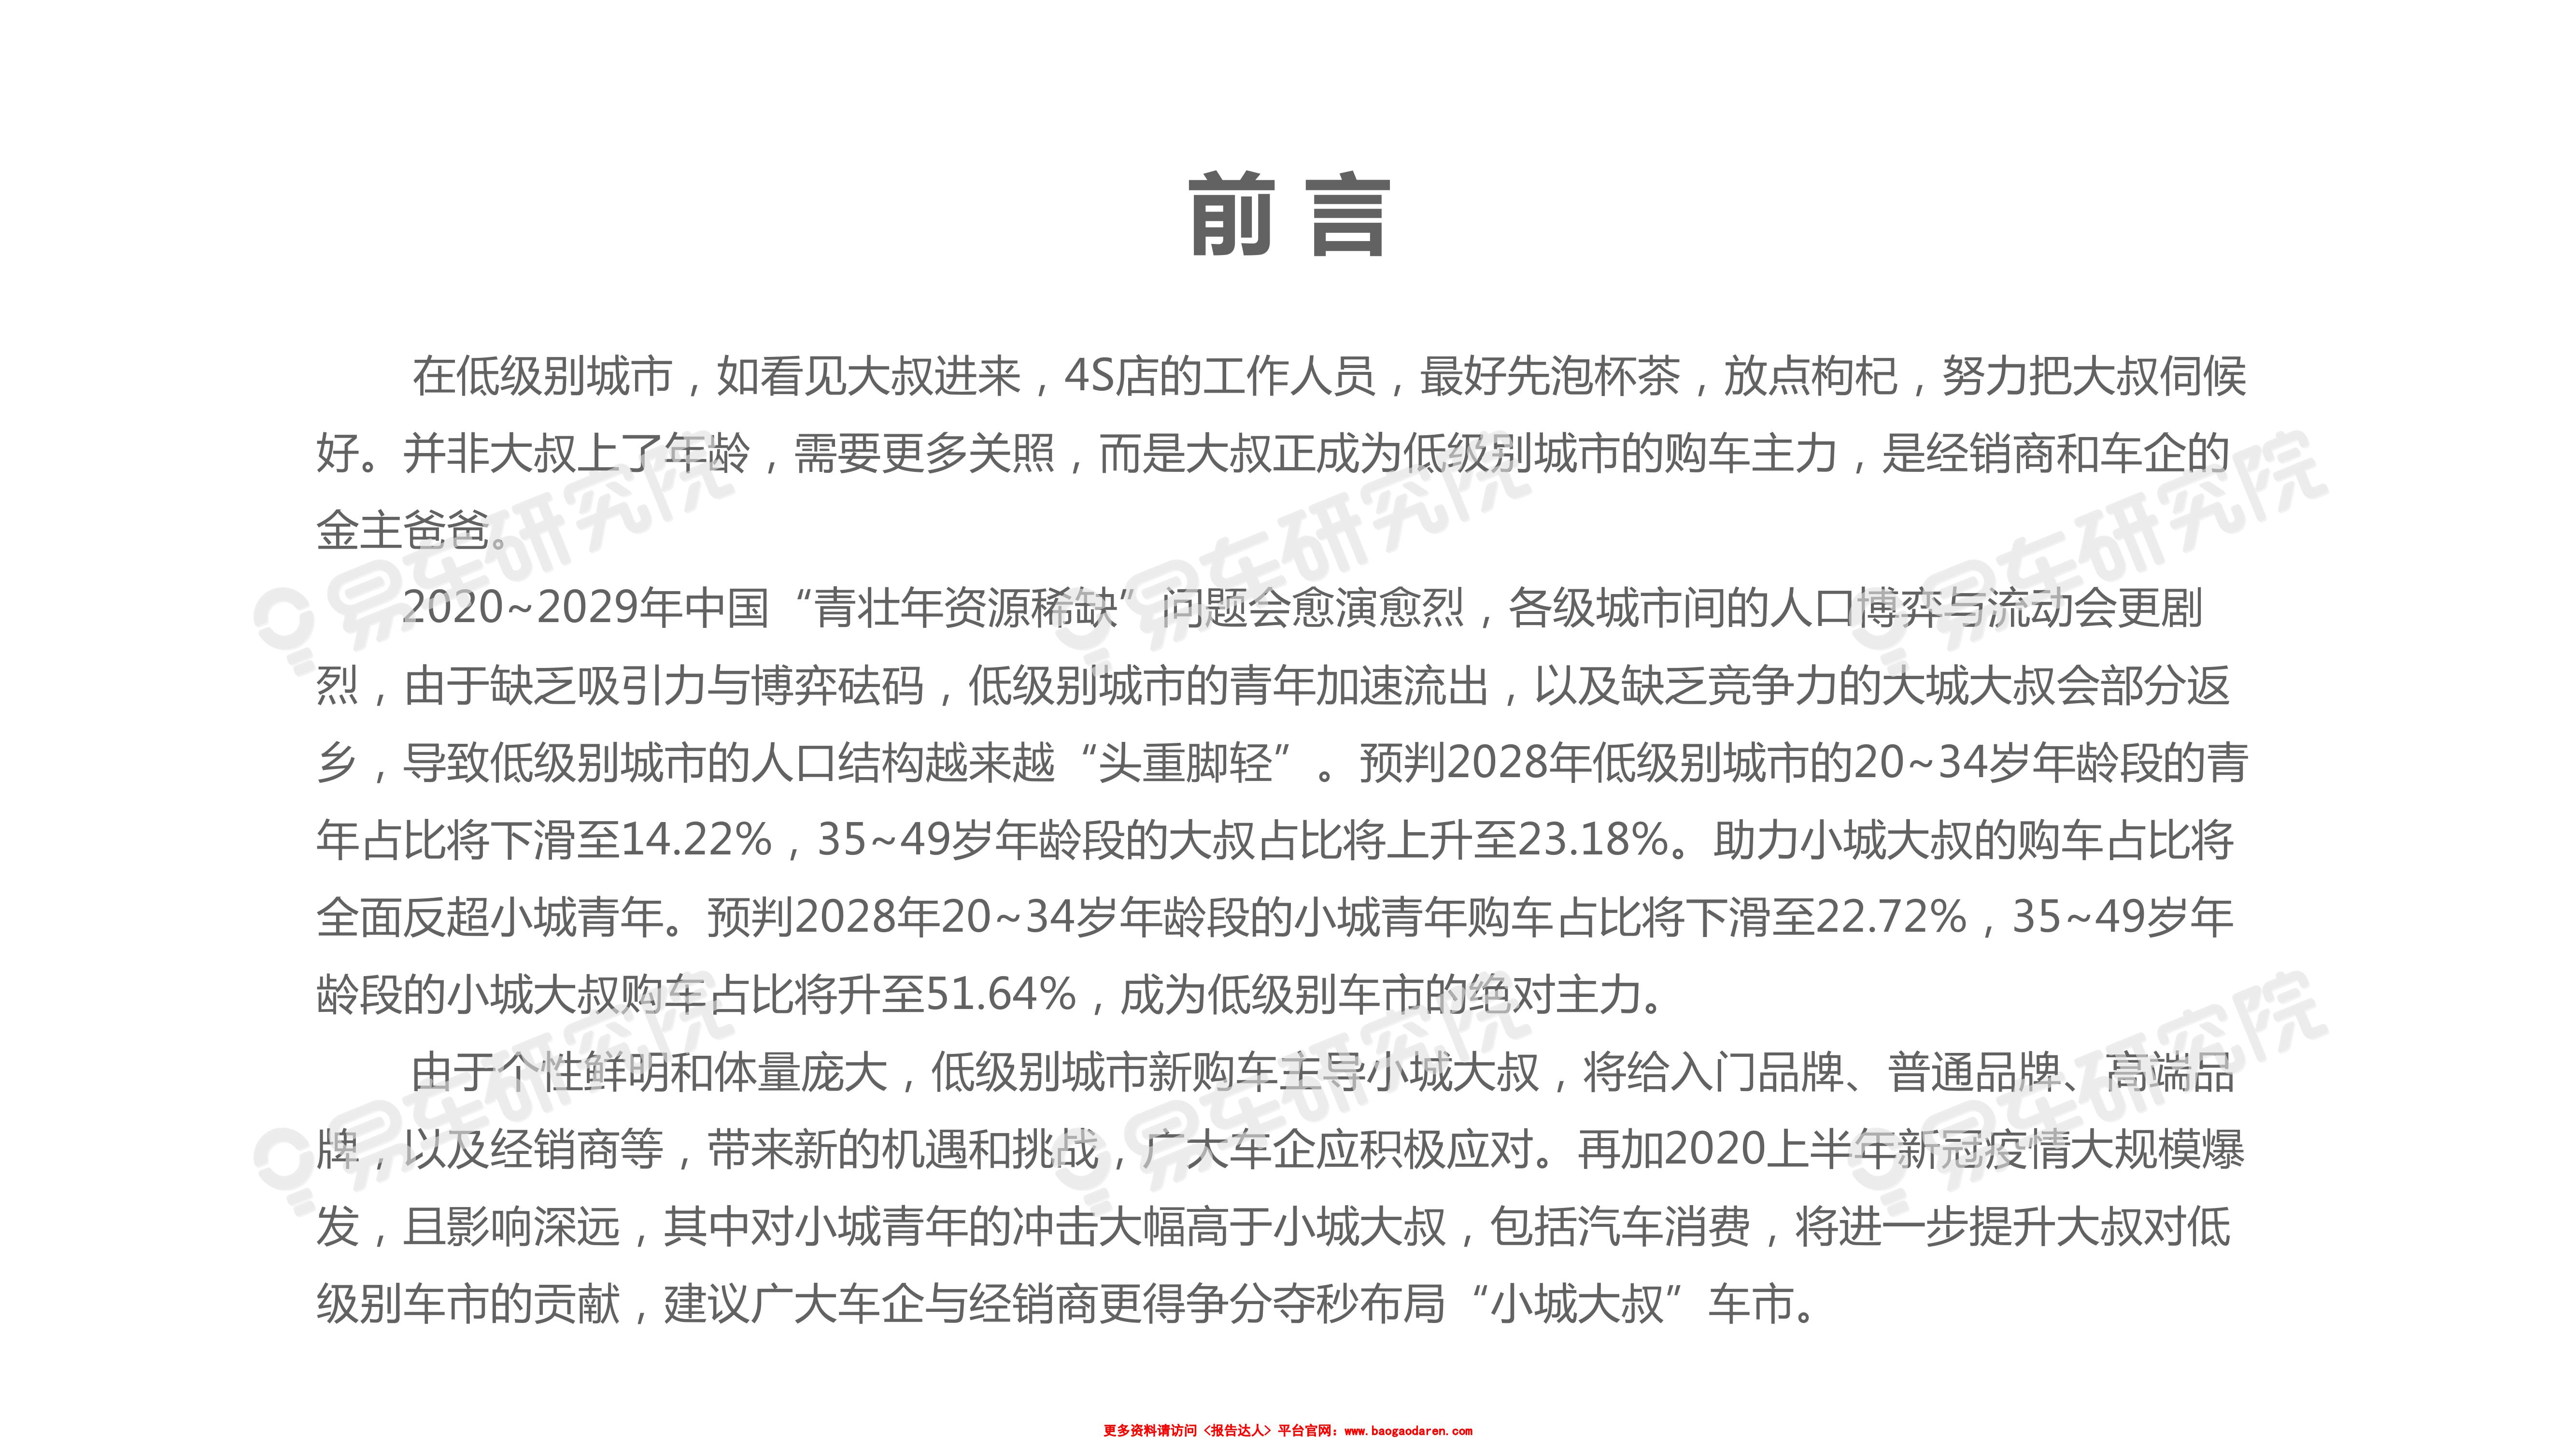 前言
在低级别城市，如看见大叔进来，4S店的工作人员，最好先泡杯茶，放点枸杞，努力把大叔伺候
好。并非大叔上了年龄，需要更多关照，而是大叔正成为低级别城市的购车主力，是经销商和车企的
金主爸爸。
2020~2029年中国“青壮年资源稀缺”问题会愈演愈烈，各级城市间的人口博弈与流动会更剧
烈，由于缺乏吸引力与博弈砝码，低级别城市的青年加速流出，以及缺乏竞争力的大城大叔会部分返
乡，导致低级别城市的人口结构越来越“头重脚轻”。预判2028年低级别城市的20~34岁年龄段的青
年占比将下滑至14.22%，35~49岁年龄段的大叔占比将上升至23.18%。助力小城大叔的购车占比将
全面反超小城青年。预判2028年20~34岁年龄段的小城青年购车占比将下滑至22.72%，35~49岁年
龄段的小城大叔购车占比将升至51.64%，成为低级别车市的绝对主力。
由于个性鲜明和体量庞大，低级别城市新购车主导小城大叔，将给入门品牌、普通品牌、高端品
牌，以及经销商等，带来新的机遇和挑战，广大车企应积极应对。再加2020上半年新冠疫情大规模爆
发，且影响深远，其中对小城青年的冲击大幅高于小城大叔，包括汽车消费，将进一步提升大叔对低
级别车市的贡献，建议广大车企与经销商更得争分夺秒布局“小城大叔”车市。
易车研究院
易车研究院
易车研究院
易车研究院
易车研究院
易车研究院
更多资料请访问<报告达人>平台官网：www.baogaodaren.com